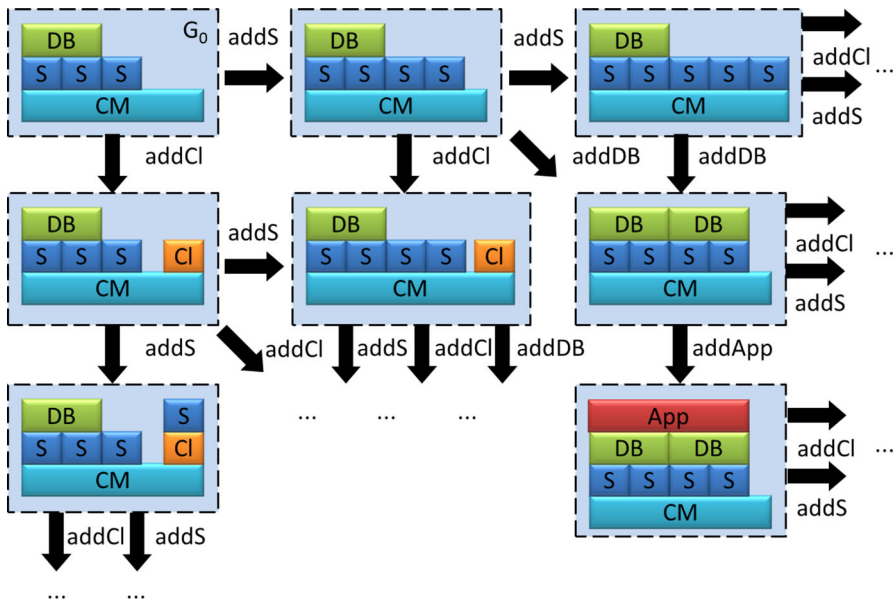 G0
DB
S S S
CM
addS
DB
S S S S
CM
addS
DB
S S S S S
CM
addCl
addS
...
addCl
addCl
addDB
addDB
DB
S S S Cl
CM
addS
DB
S S S S Cl
CM
DB DB
S S S S
CM
addCl
addS
...
addS
addCl
addS
addCl
addDB
addApp
...
...
...
DB S
S S S Cl
CM
App
DB DB
S S S S
CM
addCl
addS
...
addCl
addS
...
...